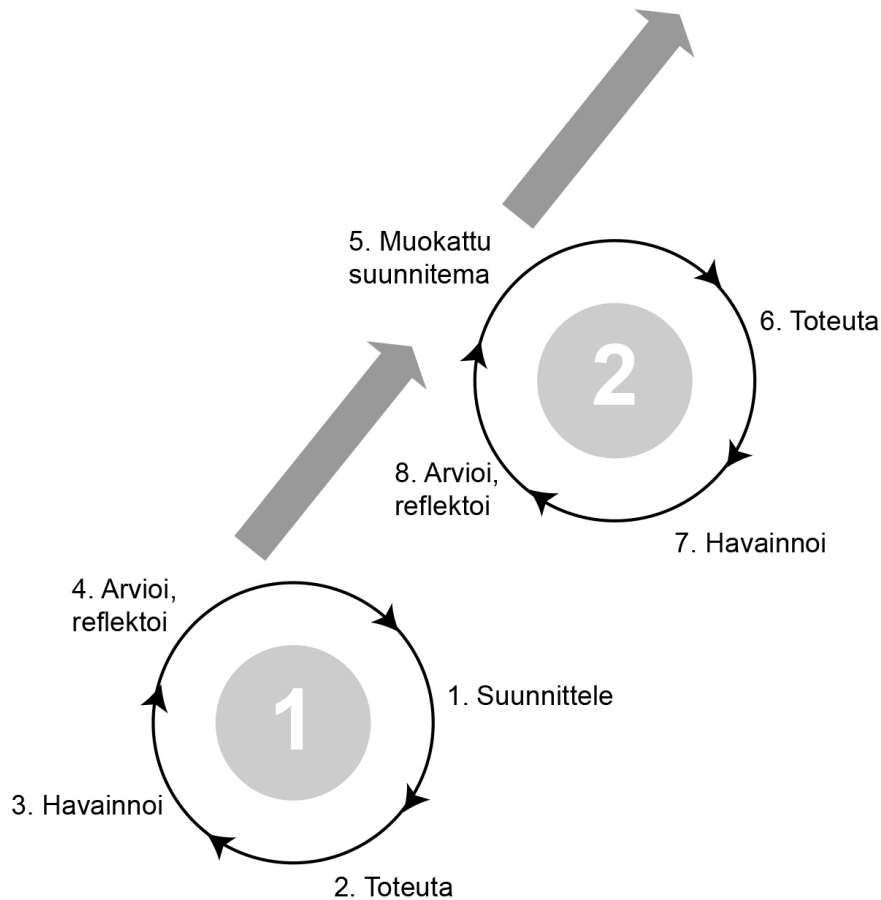 5. Muokattu
suunnitema
6. Toteuta
2
8. Arvioi,
reflektoi
7. Havainnoi
4. Arvioi,
reflektoi
1. Suunnittele
1
3. Havainnoi
2. Toteuta